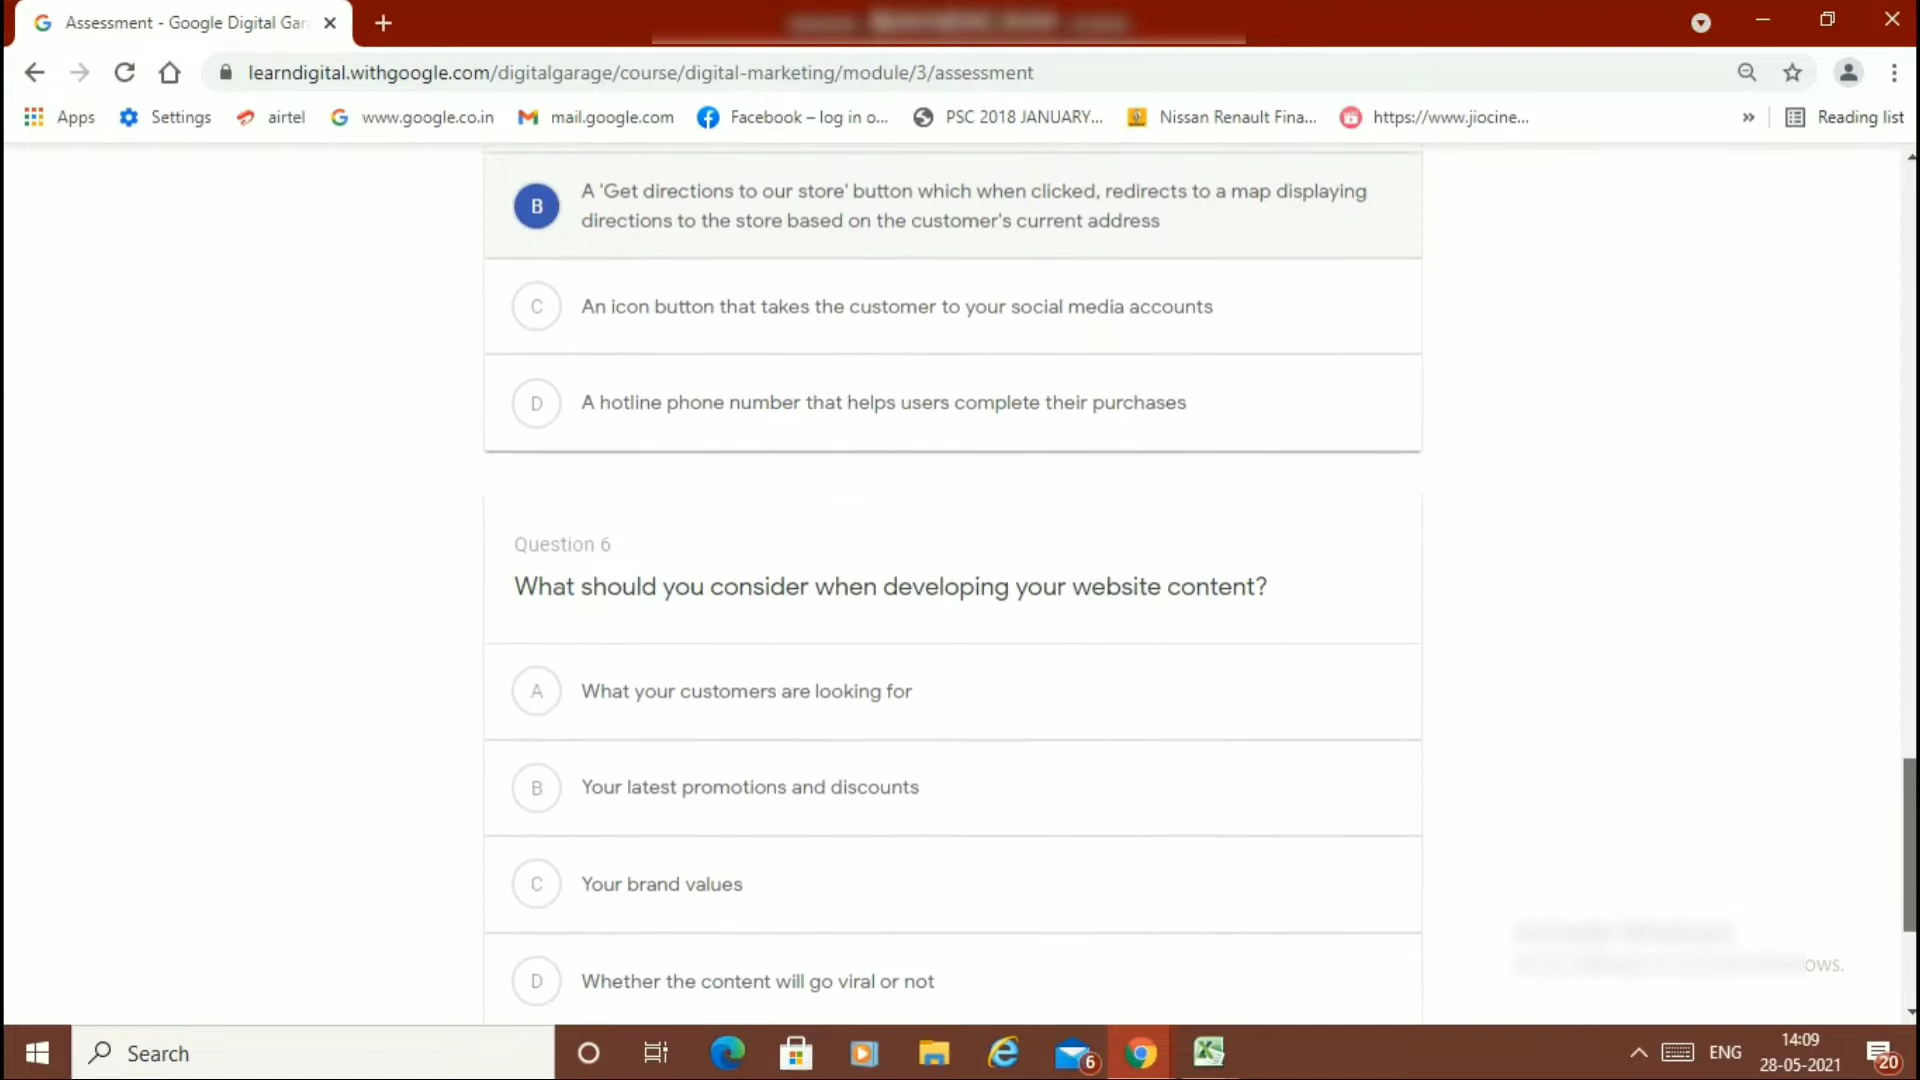 Assessment - Google Digital Gar
learndigital.withgoogle.com/digitalgarage/course/digital-marketing/module/3/assessment
Apps Settings airtel www.google.co.in mail.google.com Facebook – log in o... PSC 2018 JANUARY... Nissan Renault Fina... https://www.jiocine... » Reading list
B A 'Get directions to our store' button which when clicked, redirects to a map displaying
directions to the store based on the customer's current address
C An icon button that takes the customer to your social media accounts
D A hotline phone number that helps users complete their purchases
Question 6
What should you consider when developing your website content?
A What your customers are looking for
B Your latest promotions and discounts
C Your brand values
D Whether the content will go viral or not
ows.
Search 6 ENG 14:09 20
28-05-2021